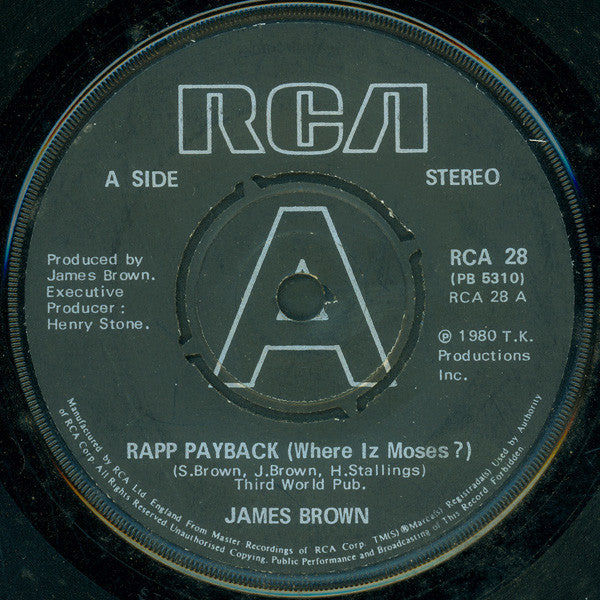 RCA
A SIDE
STEREO
A
Produced by
James Brown.
Executive
Producer :
Henry Stone.
RCA 28
(PB 5310)
RCA 28 A
℗ 1980 T.K.
Productions
Inc.
RAPP PAYBACK (Where Iz Moses?)
(S.Brown, J.Brown, H.Stallings)
Third World Pub.
JAMES BROWN
Manufactured by RCA Ltd. England From Master Recordings of RCA Corp. TM(S)®Marca(s) Registrada(s) Used by Authority
of RCA Corp All Rights Reserved Unauthorised Copying, Public Performance and Broadcasting of This Record Forbidden